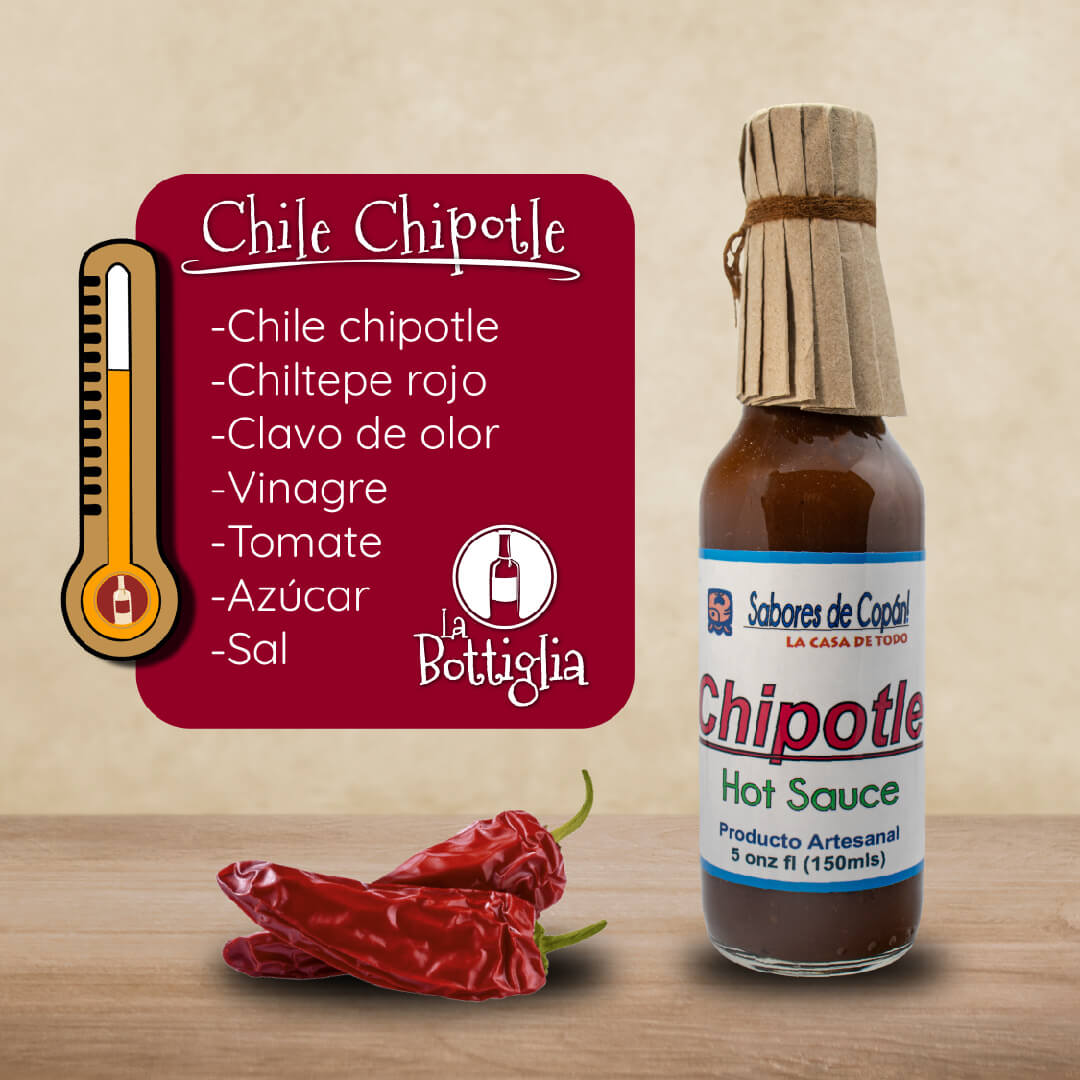 Chile Chipotle
-Chile chipotle
-Chiltepe rojo
-Clavo de olor
-Vinagre
-Tomate
-Azúcar
-Sal
La
Bottiglia
Sabores de Copán!
LA CASA DE TODO
Chipotle
Hot Sauce
Producto Artesanal
5 onz fl (150mls)